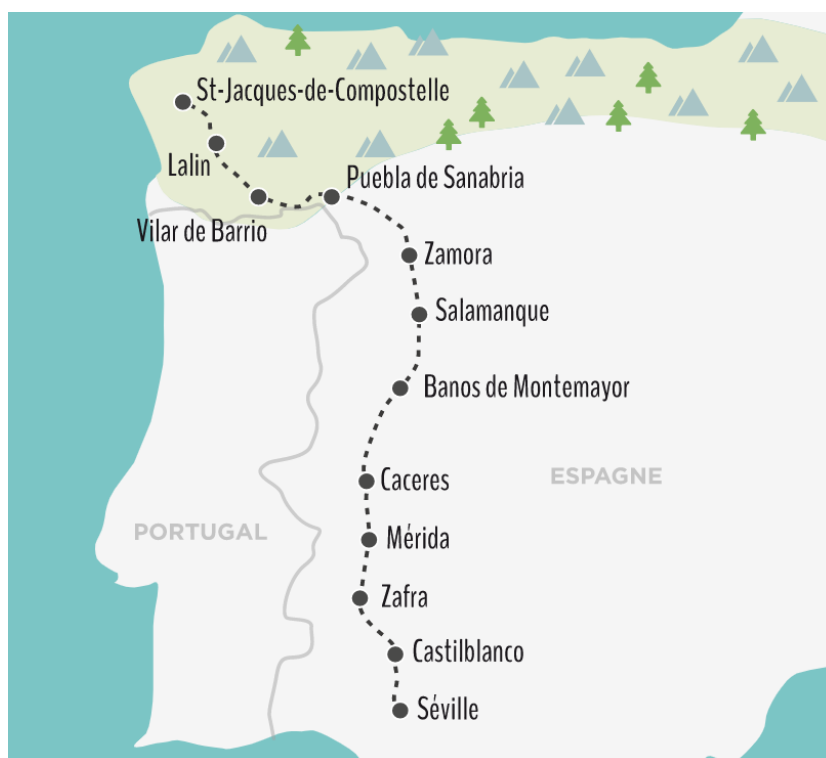 St-Jacques-de-Compostelle
Lalin
Puebla de Sanabria
Vilar de Barrio
Zamora
Salamanque
Banos de Montemayor
Caceres
ESPAGNE
PORTUGAL
Mérida
Zafra
Castilblanco
Séville